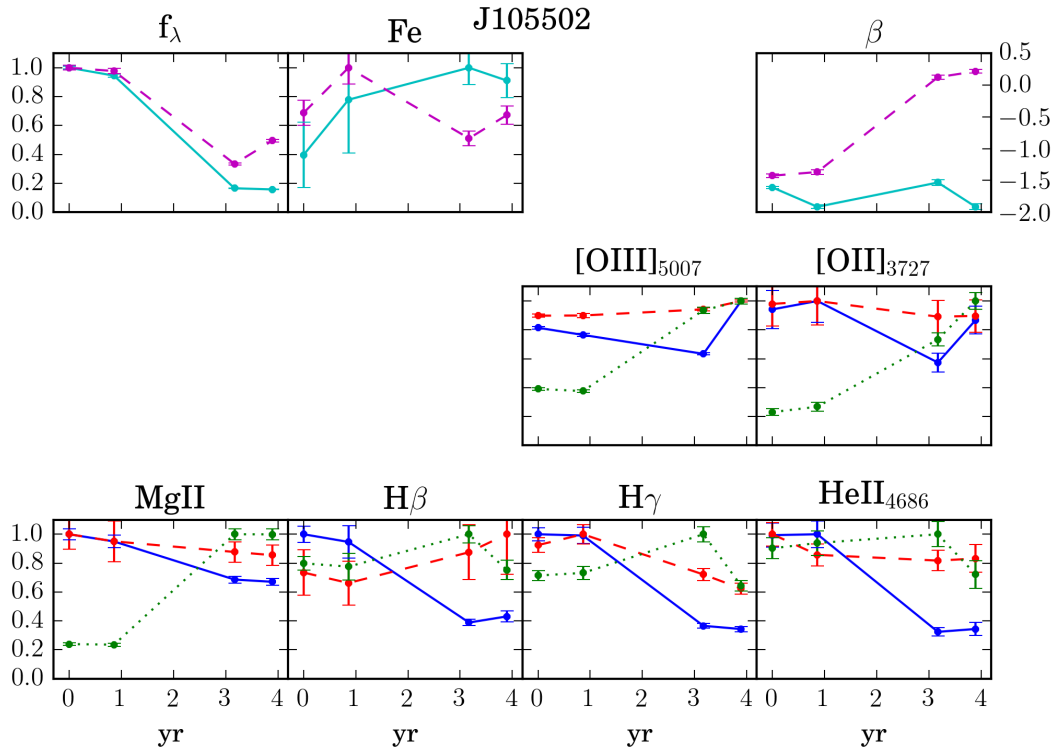 J105502
f_λ Fe β
1.0 0.5
0.8 0.0
0.6 −0.5
0.4 −1.0
0.2 −1.5
0.0 −2.0
[OIII]5007 [OII]3727
MgII Hβ Hγ HeII4686
1.0
0.8
0.6
0.4
0.2
0.0
0 1 2 3 4 0 1 2 3 4 0 1 2 3 4 0 1 2 3 4
yr yr yr yr